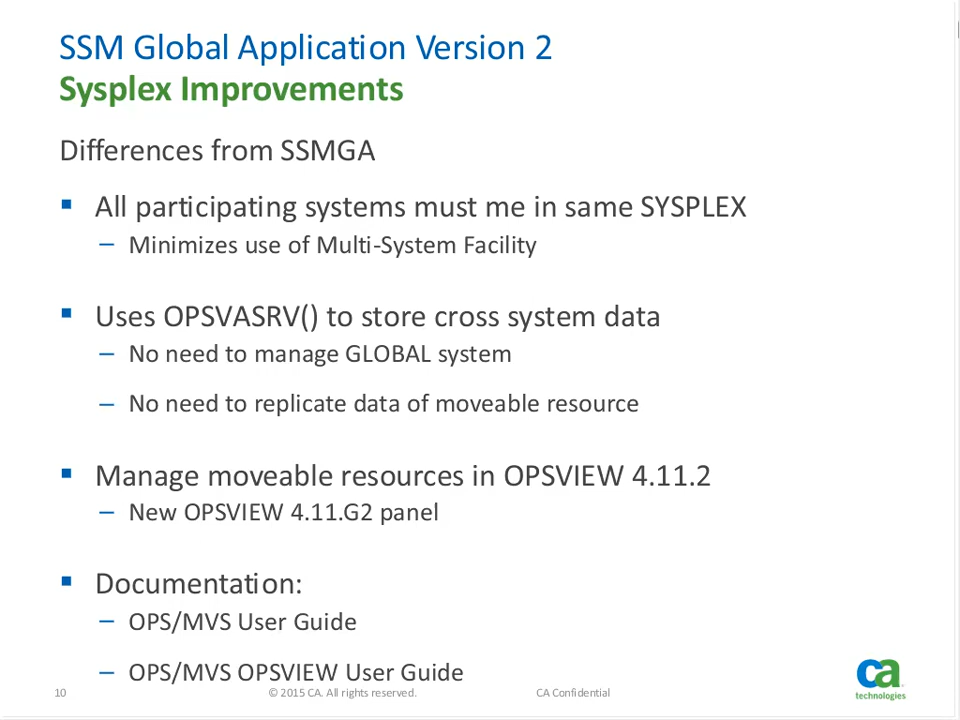 SSM Global Application Version 2
Sysplex Improvements
Differences from SSMGA
▪ All participating systems must me in same SYSPLEX
– Minimizes use of Multi-System Facility
▪ Uses OPSVASRV() to store cross system data
– No need to manage GLOBAL system
– No need to replicate data of moveable resource
▪ Manage moveable resources in OPSVIEW 4.11.2
– New OPSVIEW 4.11.G2 panel
▪ Documentation:
– OPS/MVS User Guide
– OPS/MVS OPSVIEW User Guide
10 © 2015 CA. All rights reserved. CA Confidential
ca
technologies